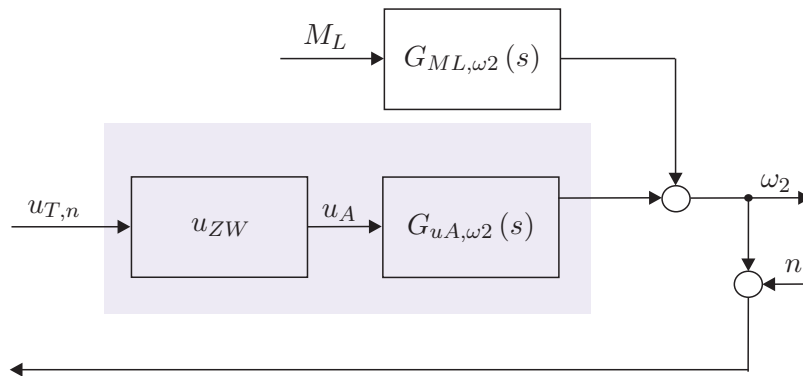 M_L
G_{ML,ω2}(s)
u_{T,n}
u_{ZW}
u_A
G_{uA,ω2}(s)
ω_2
n